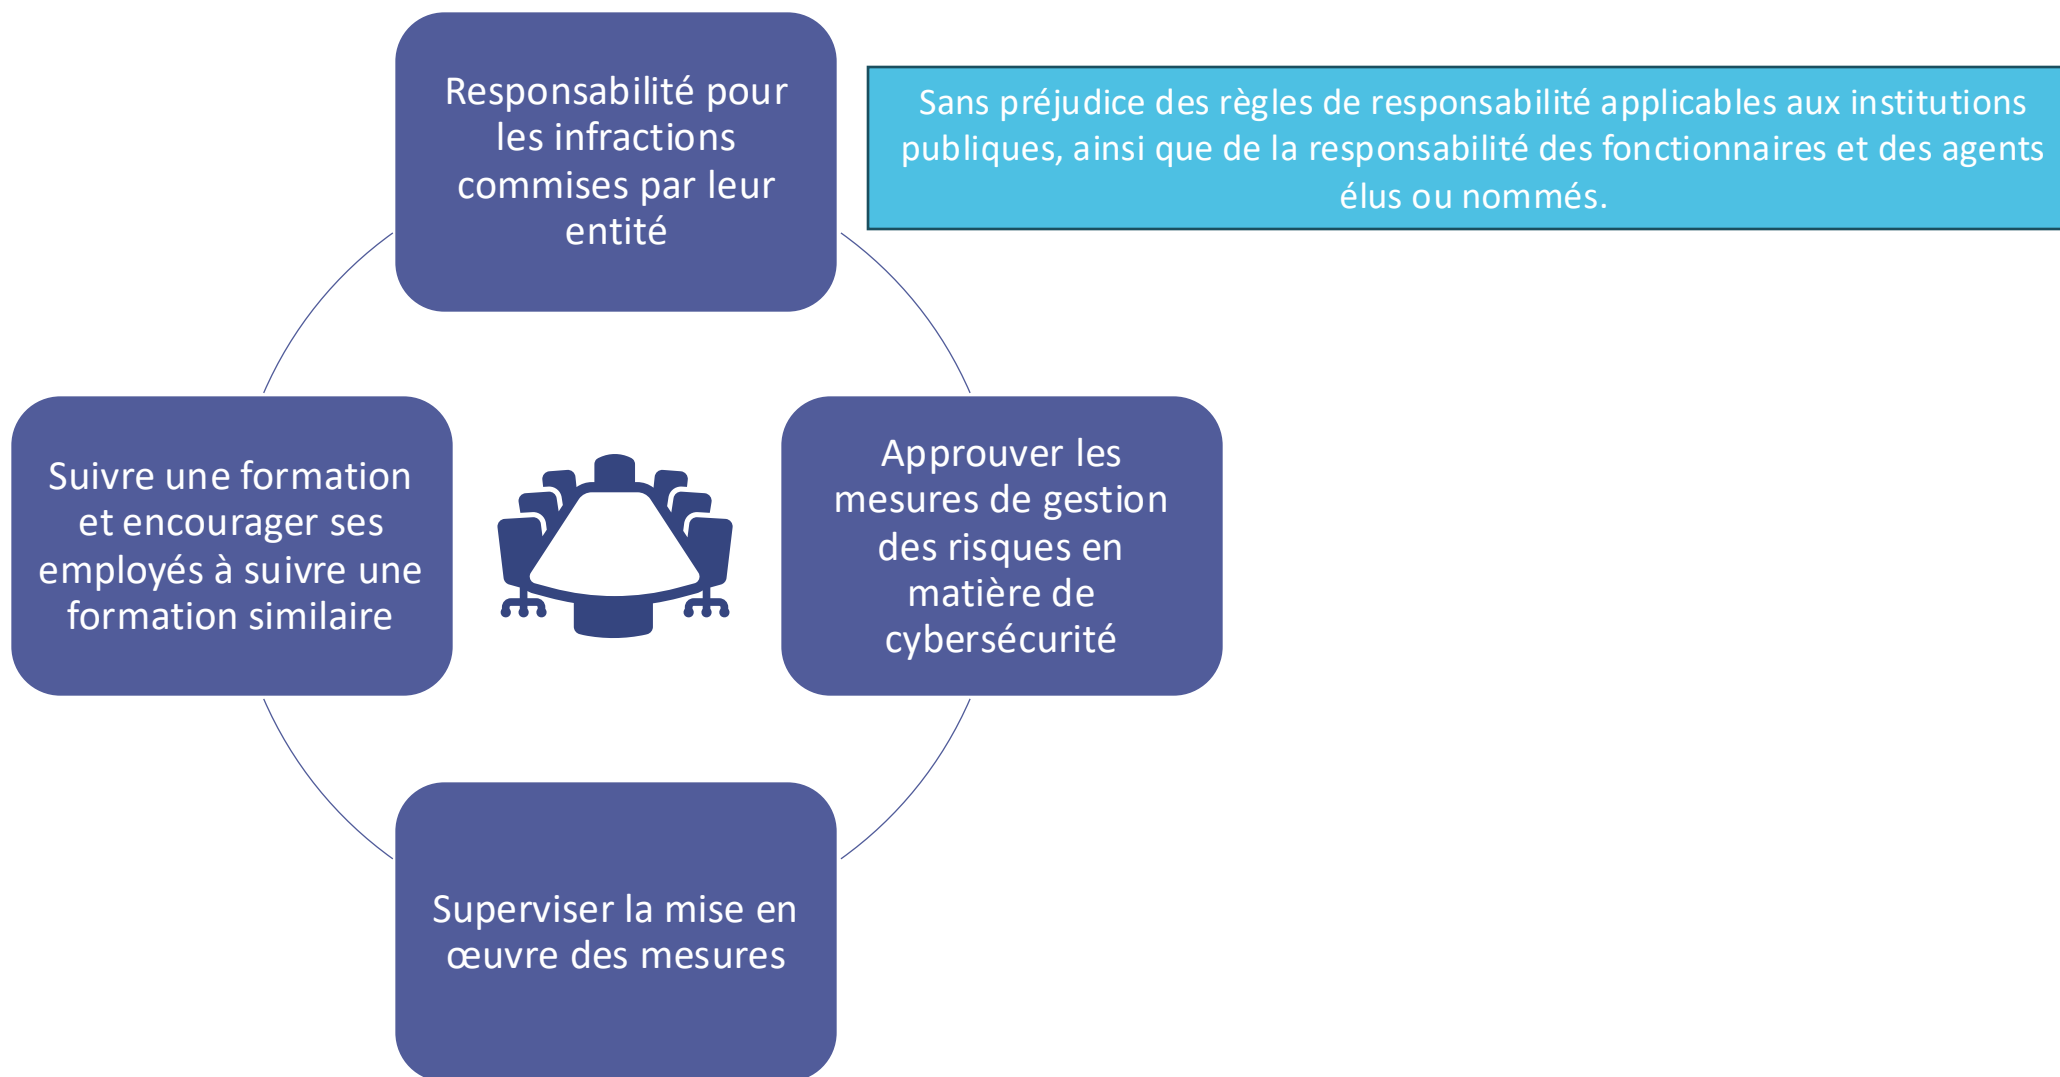 Responsabilité pour
les infractions
commises par leur
entité
Sans préjudice des règles de responsabilité applicables aux institutions
publiques, ainsi que de la responsabilité des fonctionnaires et des agents
élus ou nommés.
Suivre une formation
et encourager ses
employés à suivre une
formation similaire
Approuver les
mesures de gestion
des risques en
matière de
cybersécurité
Superviser la mise en
œuvre des mesures